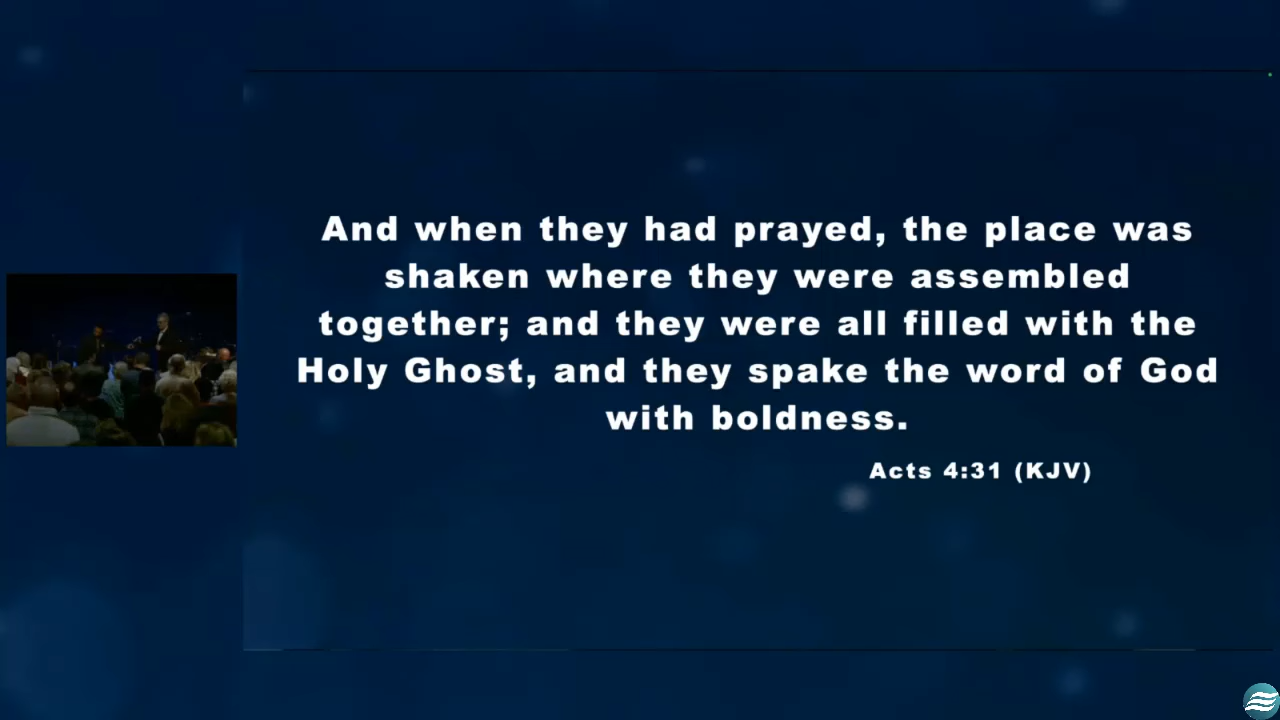 And when they had prayed, the place was
shaken where they were assembled
together; and they were all filled with the
Holy Ghost, and they spake the word of God
with boldness.
Acts 4:31 (KJV)